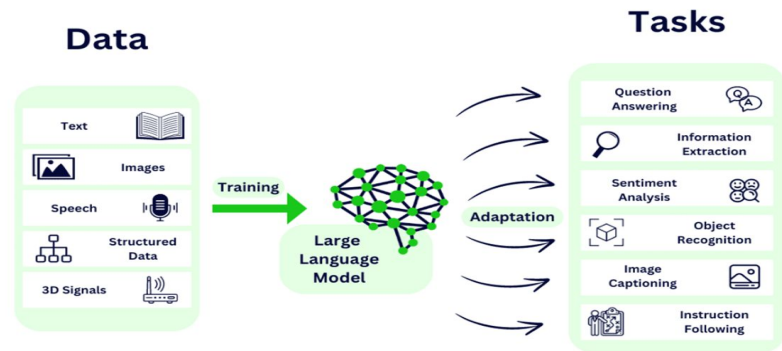 Data
Text
Images
Speech
Structured
Data
3D Signals
Training
Large
Language
Model
Adaptation
Tasks
Question
Answering
Q
A
Information
Extraction
Sentiment
Analysis
Object
Recognition
Image
Captioning
Instruction
Following